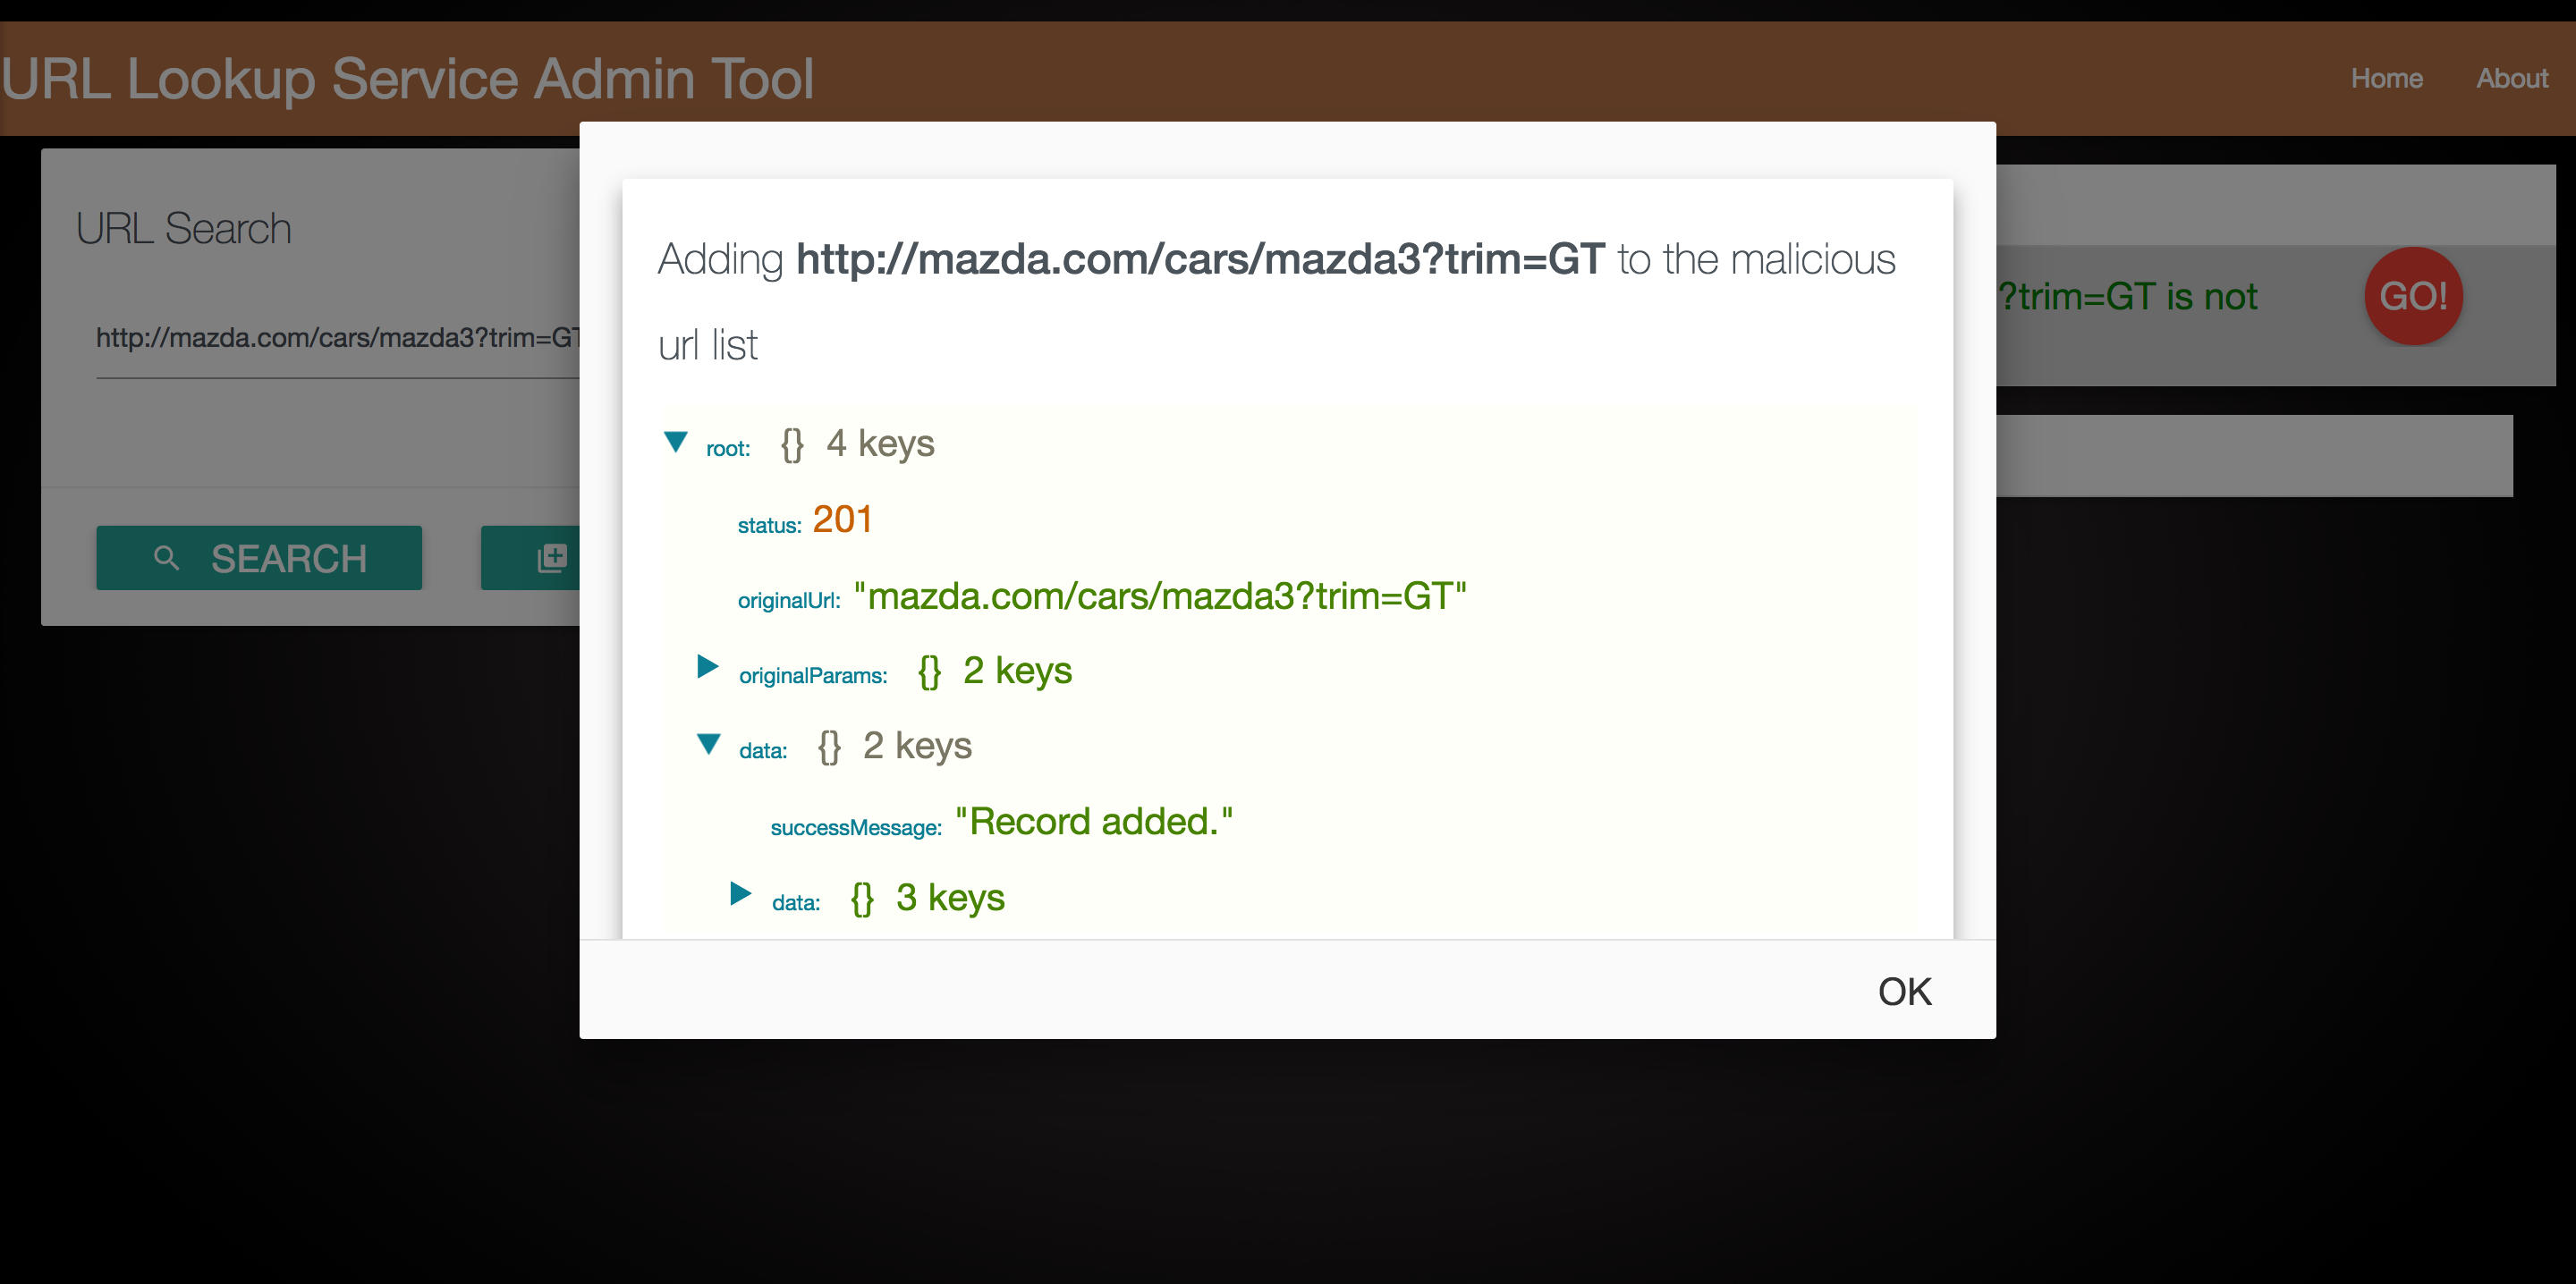 URL Lookup Service Admin Tool
Home
About
URL Search
http://mazda.com/cars/mazda3?trim=GT
SEARCH
?trim=GT is not
GO!
Adding http://mazda.com/cars/mazda3?trim=GT to the malicious
url list
root: {} 4 keys
status: 201
originalUrl: "mazda.com/cars/mazda3?trim=GT"
originalParams: {} 2 keys
data: {} 2 keys
successMessage: "Record added."
data: {} 3 keys
OK